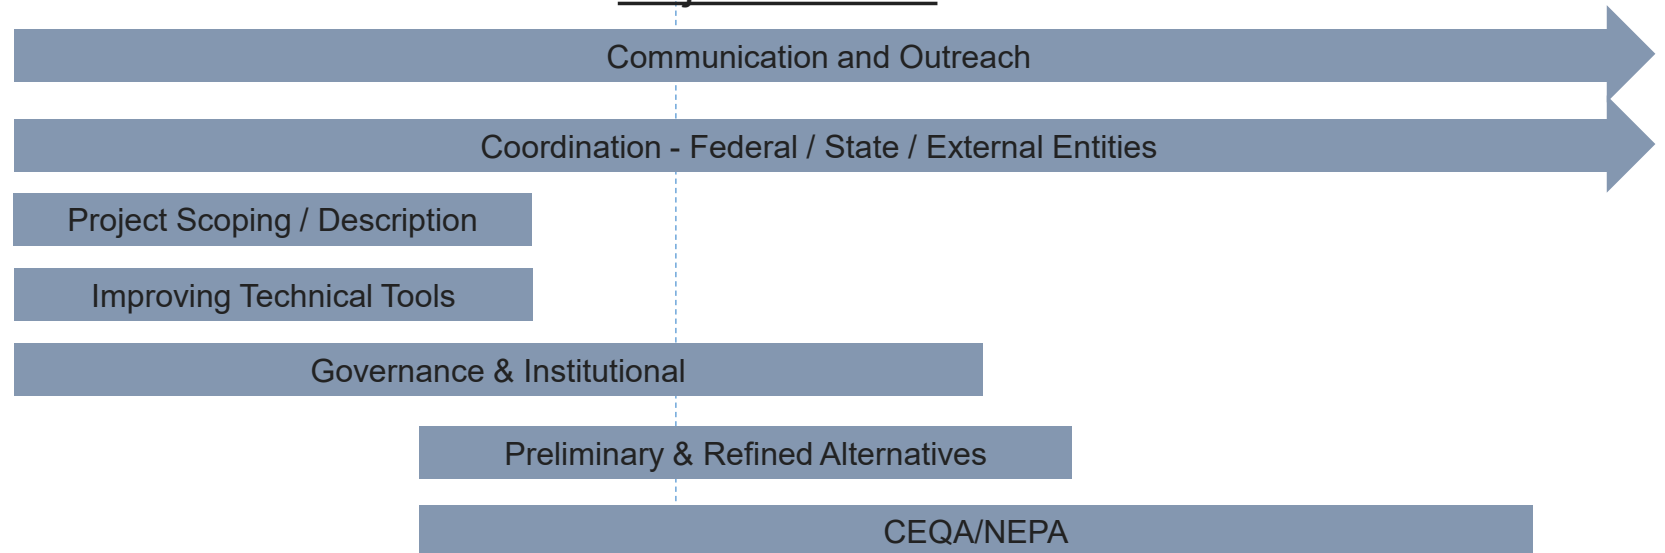 Communication and Outreach
Coordination - Federal / State / External Entities
Project Scoping / Description
Improving Technical Tools
Governance & Institutional
Preliminary & Refined Alternatives
CEQA/NEPA